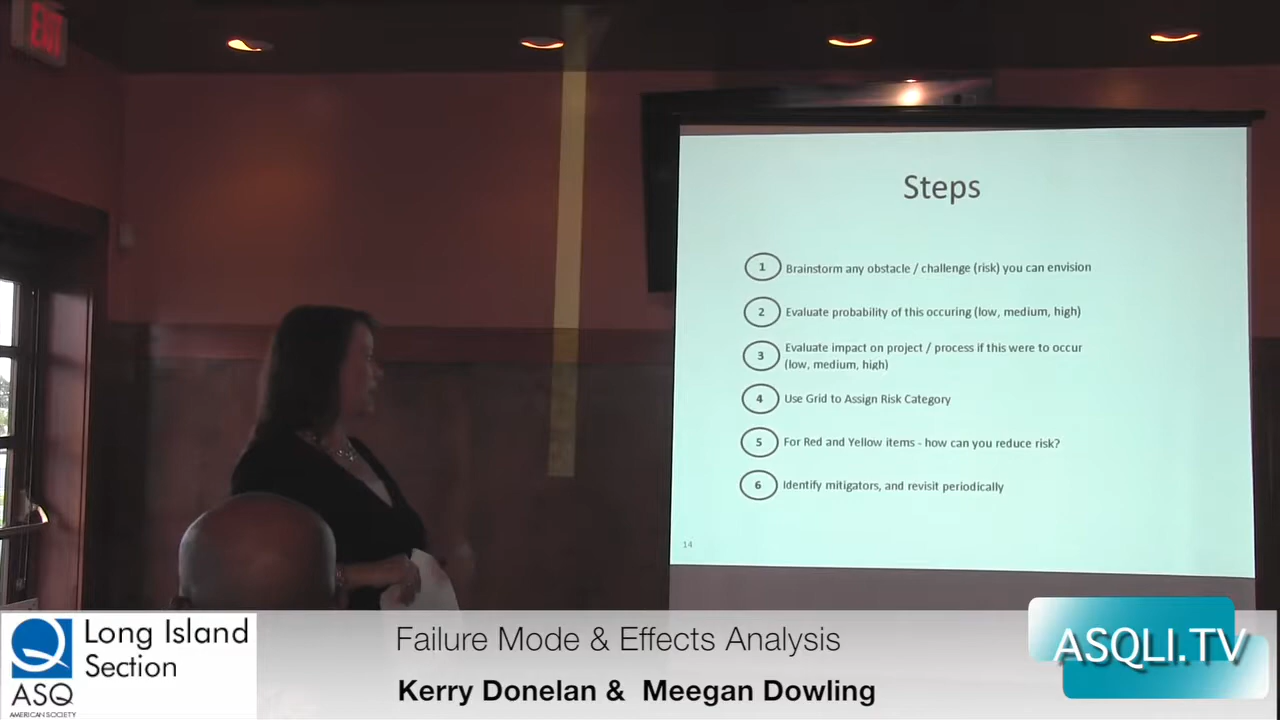 EXIT
Steps
1 Brainstorm any obstacle / challenge (risk) you can envision
2 Evaluate probability of this occuring (low, medium, high)
3 Evaluate impact on project / process if this were to occur
(low, medium, high)
4 Use Grid to Assign Risk Category
5 For Red and Yellow items - how can you reduce risk?
6 Identify mitigators, and revisit periodically
14
Long Island
Section
ASQ
AMERICAN SOCIETY
Failure Mode & Effects Analysis
Kerry Donelan & Meegan Dowling
ASQLI.TV